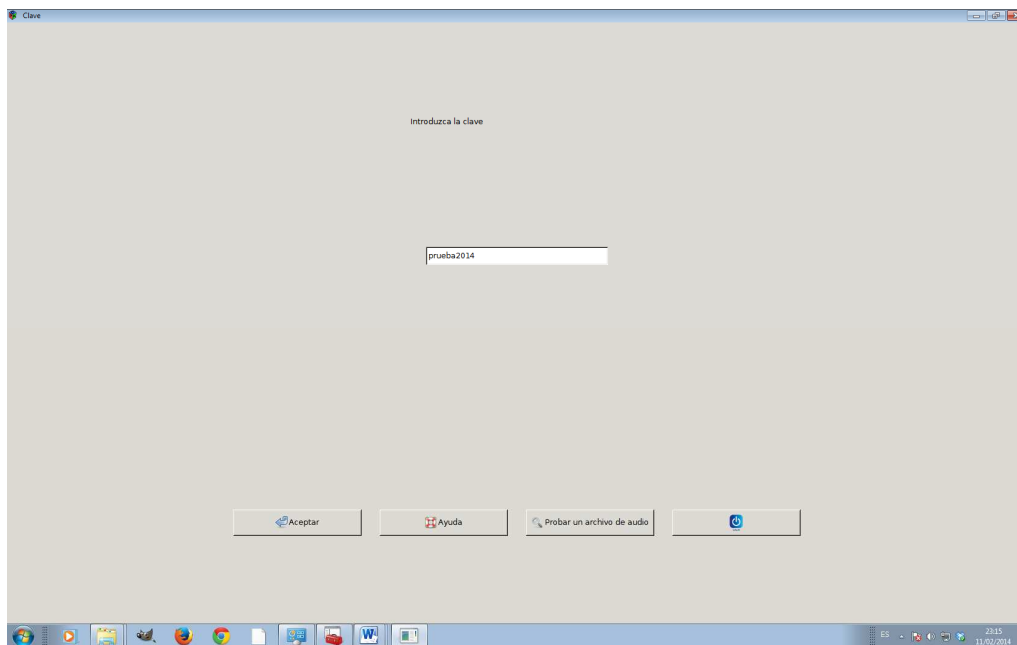 Clave
Introduzca la clave
prueba2014
Aceptar
Ayuda
Probar un archivo de audio
ES
23:15
11/02/2014